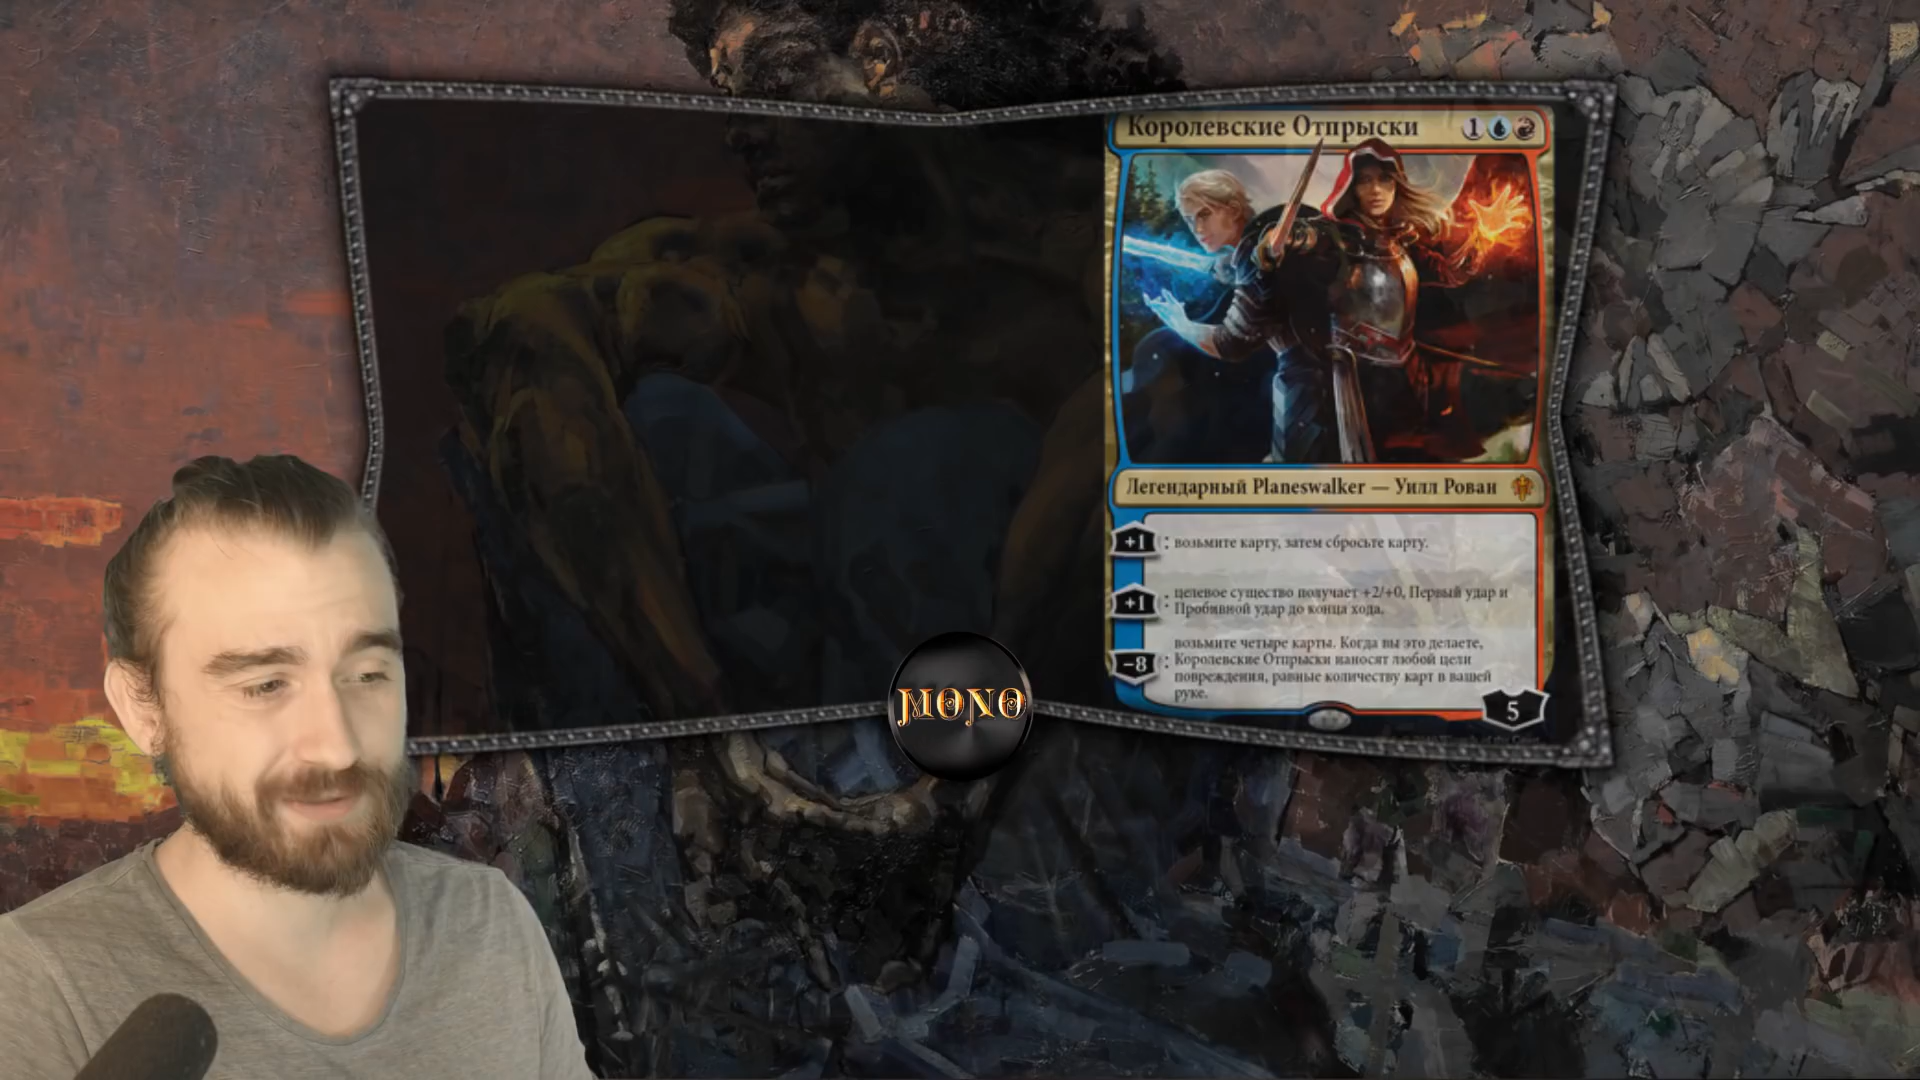 Королевские Отпрыски 1
Легендарный Planeswalker — Уилл Рован
+1 : возьмите карту, затем сбросьте карту.
+1 : целевое существо получает +2/+0, Первый удар и
Пробивной удар до конца хода.
возьмите четыре карты. Когда вы это делаете,
-8 : Королевские Отпрыски наносят любой цели
повреждения, равные количеству карт в вашей
руке.
5
MONO